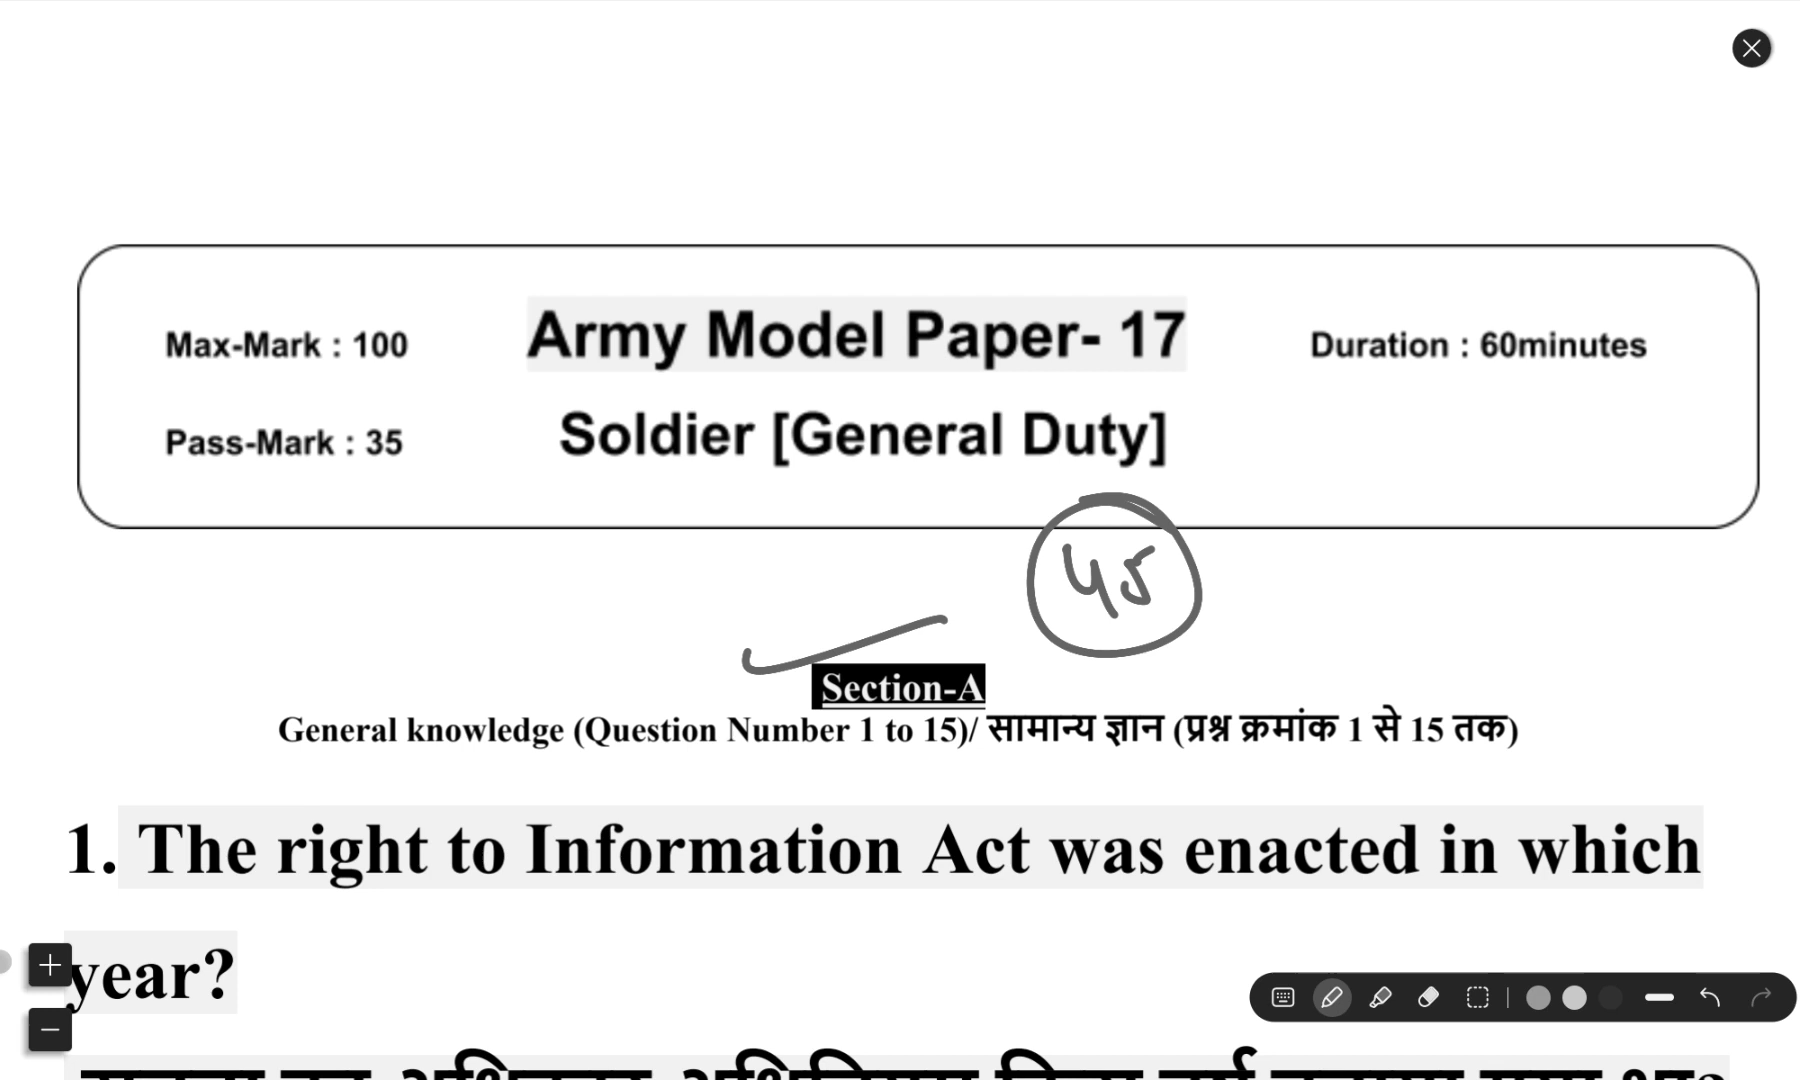 Max-Mark : 100
Army Model Paper- 17
Duration : 60minutes
Pass-Mark : 35
Soldier [General Duty]
45
Section-A
General knowledge (Question Number 1 to 15)/ सामान्य ज्ञान (प्रश्न क्रमांक 1 से 15 तक)
1. The right to Information Act was enacted in which
year?